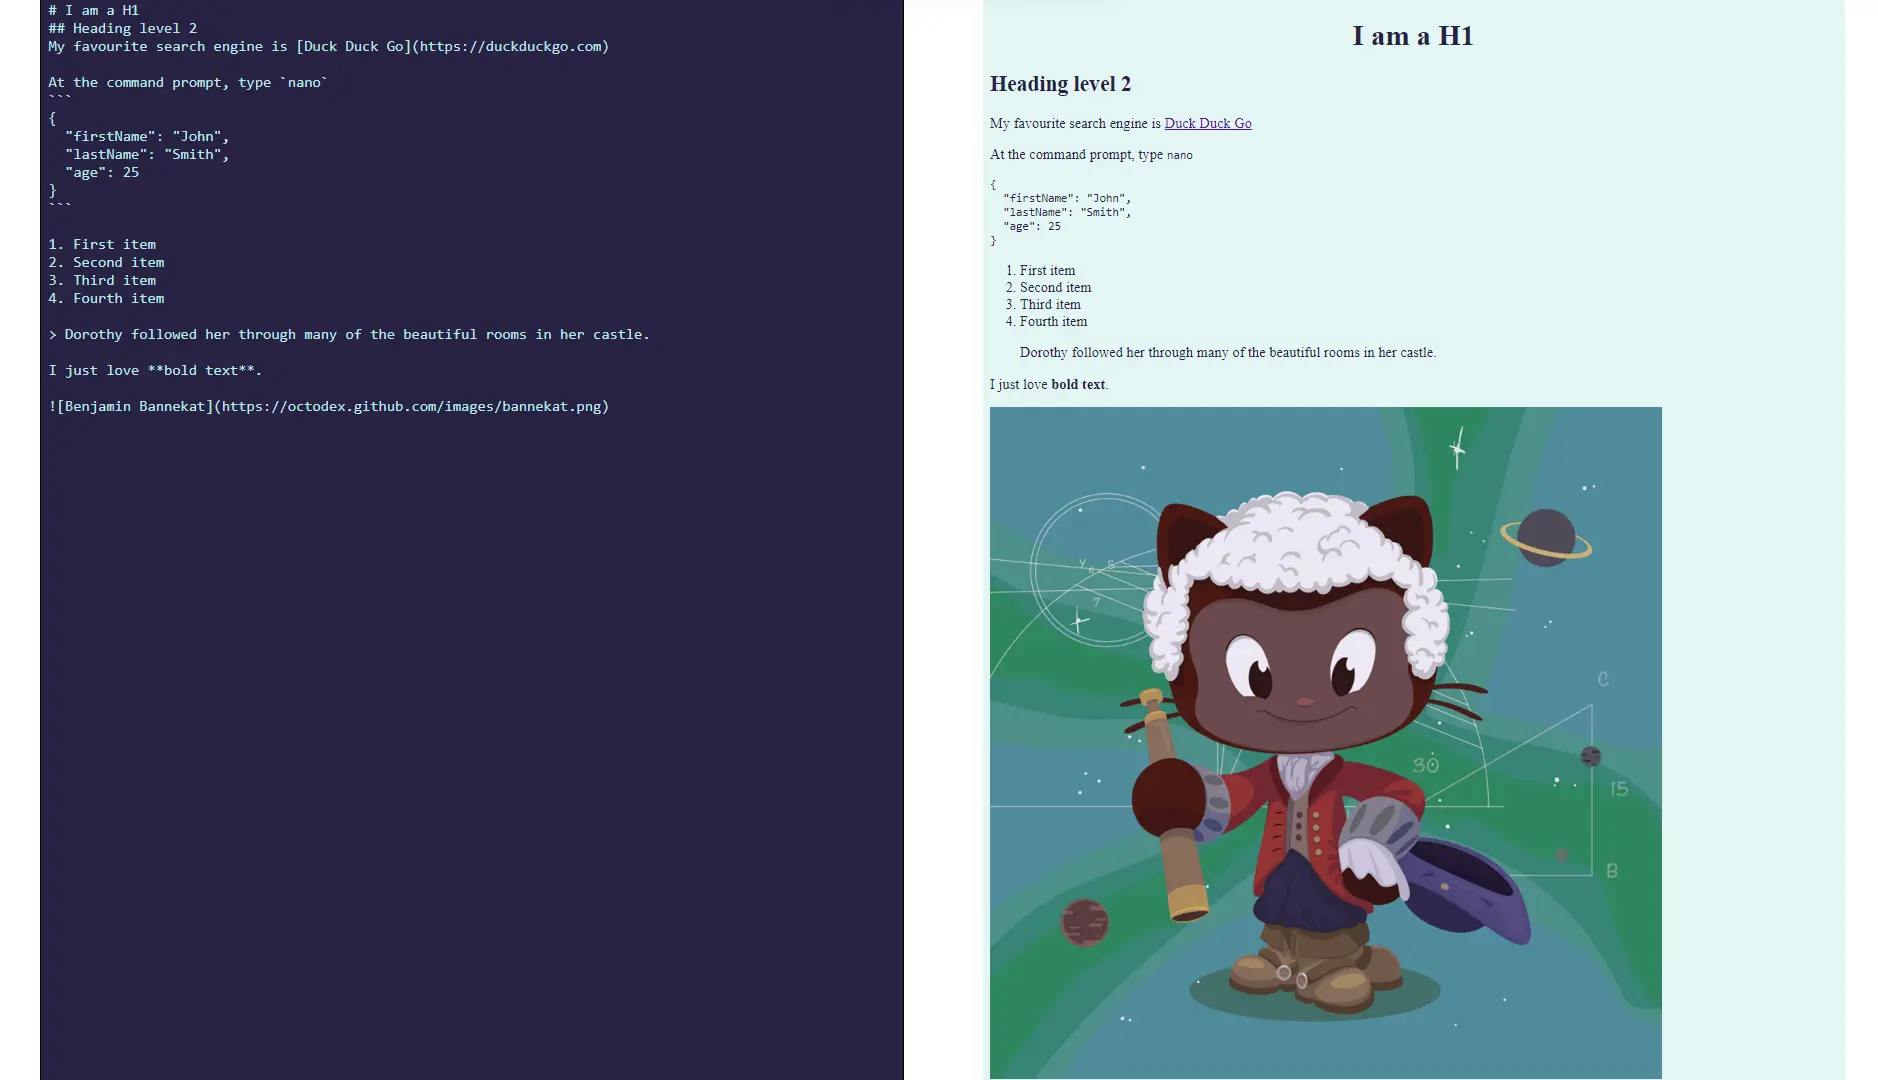 # I am a H1
## Heading level 2
My favourite search engine is [Duck Duck Go](https://duckduckgo.com)
At the command prompt, type `nano`
```
{
  "firstName": "John",
  "lastName": "Smith",
  "age": 25
}
```
1. First item
2. Second item
3. Third item
4. Fourth item
> Dorothy followed her through many of the beautiful rooms in her castle.
I just love **bold text**.
![Benjamin Bannekat](https://octodex.github.com/images/bannekat.png)
I am a H1
Heading level 2
My favourite search engine is Duck Duck Go
At the command prompt, type nano
{
  "firstName": "John",
  "lastName": "Smith",
  "age": 25
}
1. First item
2. Second item
3. Third item
4. Fourth item
Dorothy followed her through many of the beautiful rooms in her castle.
I just love bold text.
7
C
30
15
B